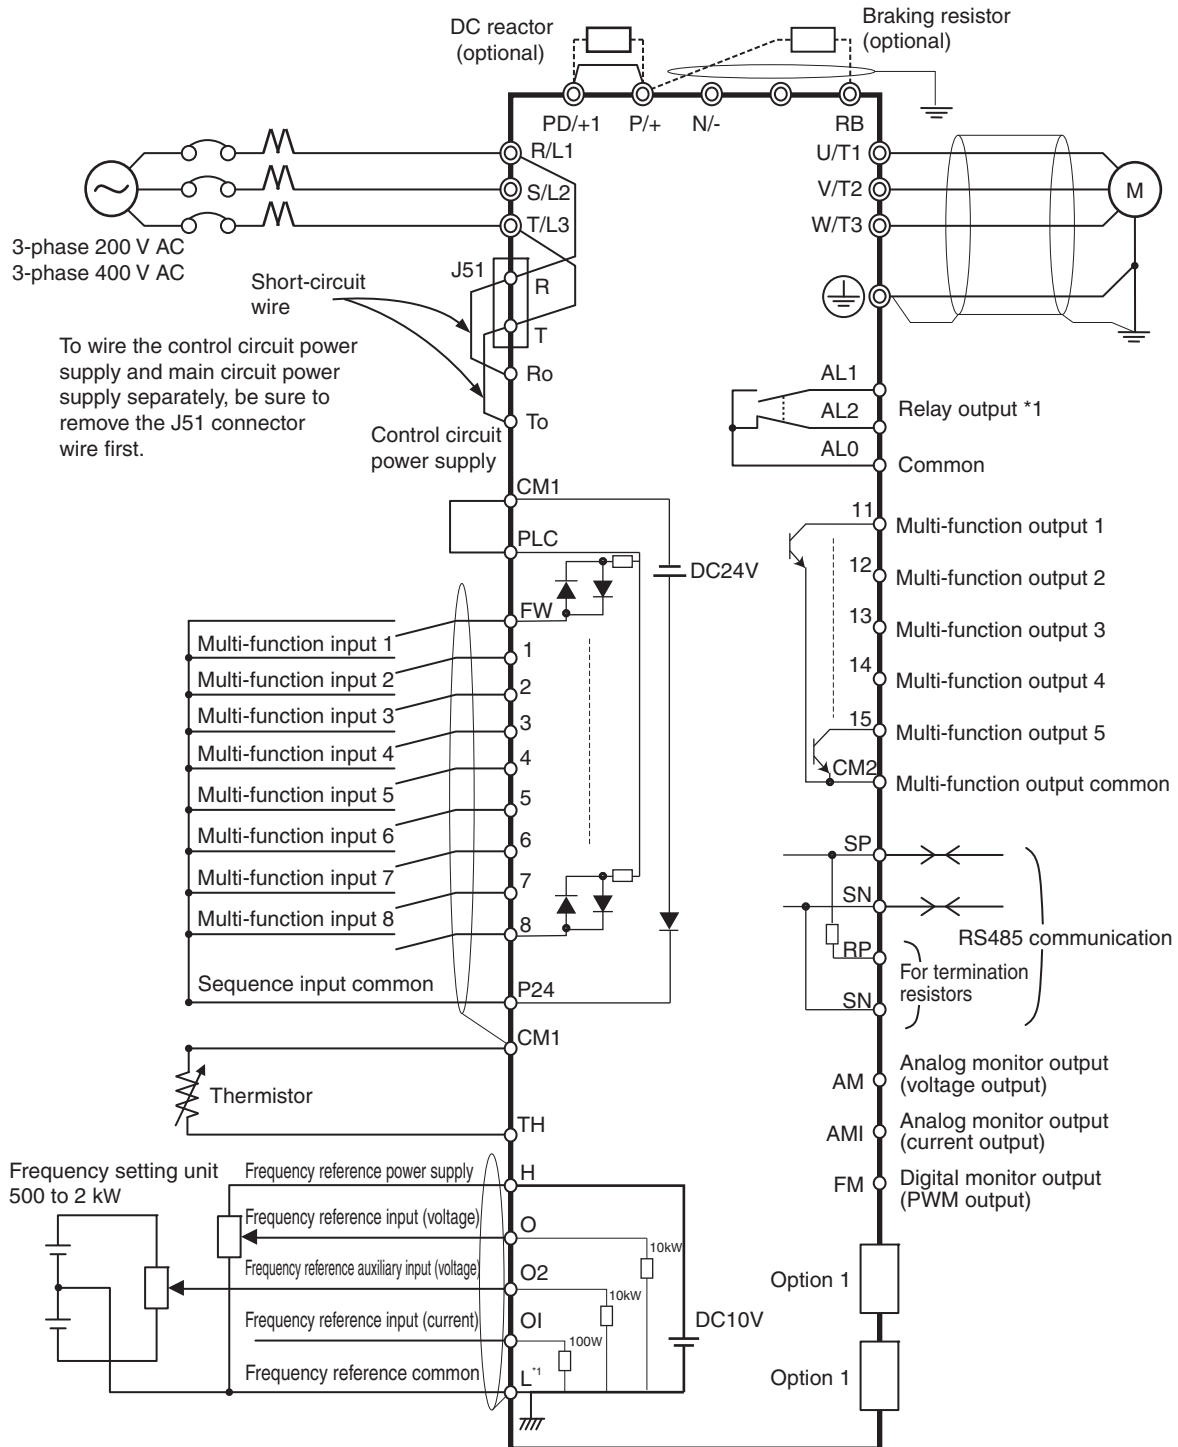 DC reactor
(optional)
Braking resistor
(optional)
PD/+1
P/+
N/-
RB
R/L1
S/L2
T/L3
U/T1
V/T2
W/T3
M
3-phase 200 V AC
3-phase 400 V AC
J51
R
T
Short-circuit
wire
To wire the control circuit power
supply and main circuit power
supply separately, be sure to
remove the J51 connector
wire first.
Ro
To
Control circuit
power supply
AL1
AL2
Relay output *1
AL0
Common
CM1
PLC
DC24V
FW
Multi-function input 1
1
Multi-function input 2
2
Multi-function input 3
3
Multi-function input 4
4
Multi-function input 5
5
Multi-function input 6
6
Multi-function input 7
7
Multi-function input 8
8
Sequence input common
P24
CM1
Thermistor
TH
11
Multi-function output 1
12
Multi-function output 2
13
Multi-function output 3
14
Multi-function output 4
15
Multi-function output 5
CM2
Multi-function output common
SP
SN
RS485 communication
RP
For termination
resistors
SN
AM
Analog monitor output
(voltage output)
AMI
Analog monitor output
(current output)
FM
Digital monitor output
(PWM output)
Frequency setting unit
500 to 2 kW
Frequency reference power supply
H
Frequency reference input (voltage)
O
10kW
Frequency reference auxiliary input (voltage)
O2
10kW
Frequency reference input (current)
OI
100W
DC10V
Frequency reference common
L*1
Option 1
Option 1